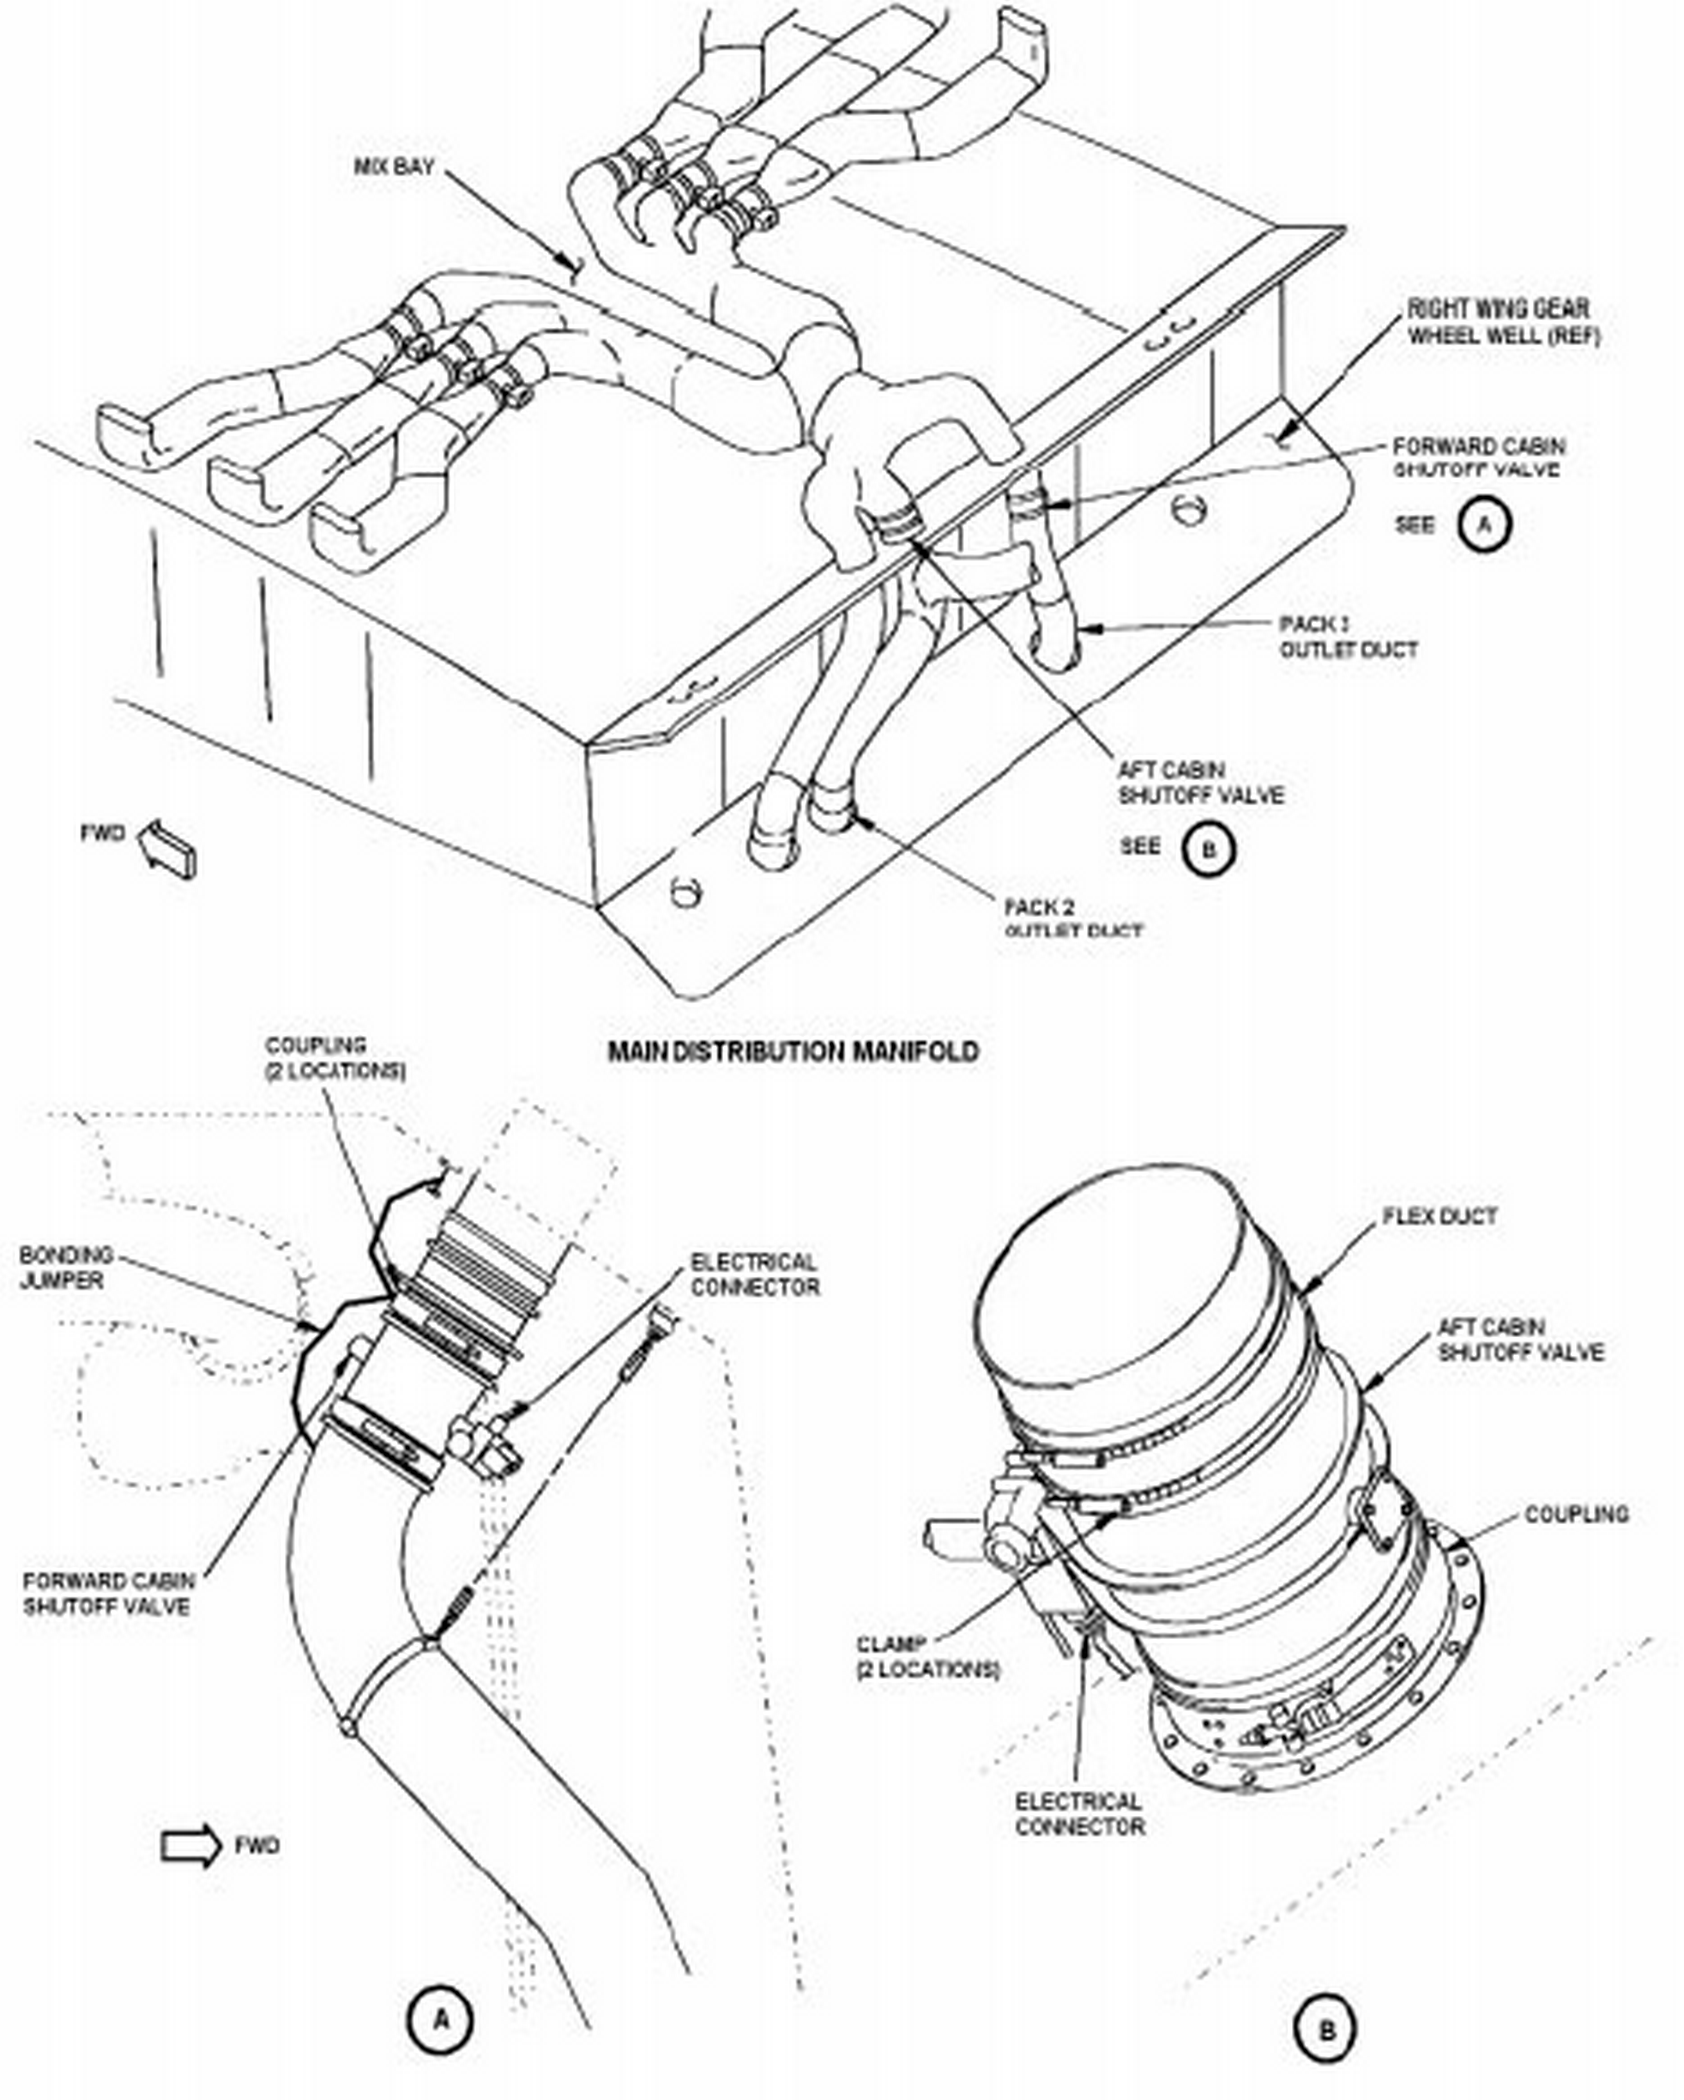 MIX BAY
RIGHT WING GEAR
WHEEL WELL (REF)
FORWARD CABIN
SHUTOFF VALVE
SEE A
PACK
OUTLET DUCT
AFT CABIN
SHUTOFF VALVE
SEE B
FWD
PACK 2
OUTLET DUCT
MAIN DISTRIBUTION MANIFOLD
COUPLING
(2 LOCATIONS)
BONDING
JUMPER
ELECTRICAL
CONNECTOR
FORWARD CABIN
SHUTOFF VALVE
FWD
A
FLEX DUCT
AFT CABIN
SHUTOFF VALVE
COUPLING
CLAMP
(2 LOCATIONS)
ELECTRICAL
CONNECTOR
B